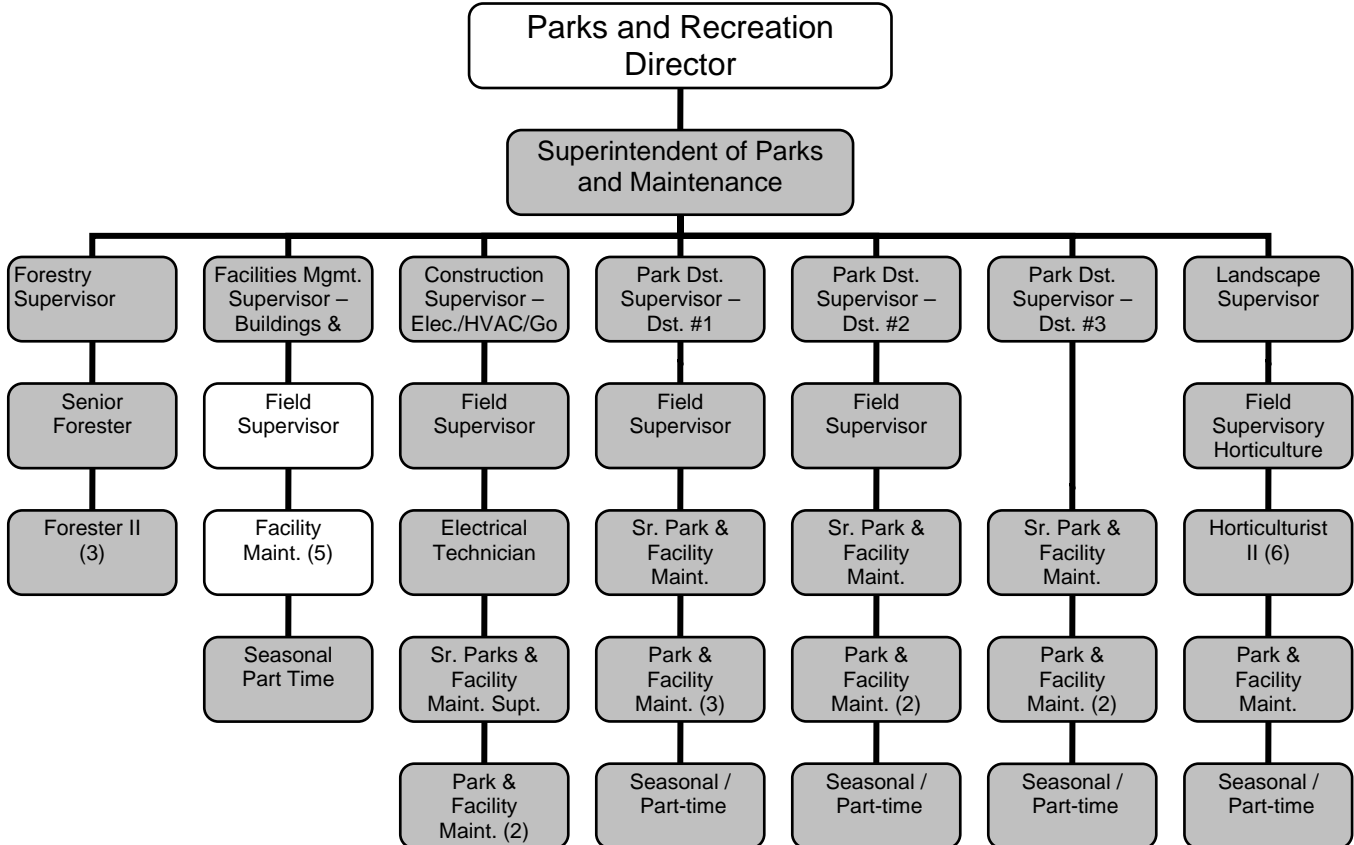 Parks and Recreation
Director
Superintendent of Parks
and Maintenance
Forestry
Supervisor
Facilities Mgmt.
Supervisor –
Buildings &
Construction
Supervisor –
Elec./HVAC/Go
Park Dst.
Supervisor –
Dst. #1
Park Dst.
Supervisor –
Dst. #2
Park Dst.
Supervisor –
Dst. #3
Landscape
Supervisor
Senior
Forester
Field
Supervisor
Field
Supervisor
Field
Supervisor
Field
Supervisor
Field
Supervisory
Horticulture
Forester II
(3)
Facility
Maint. (5)
Electrical
Technician
Sr. Park &
Facility
Maint.
Sr. Park &
Facility
Maint.
Sr. Park &
Facility
Maint.
Horticulturist
II (6)
Seasonal
Part Time
Sr. Parks &
Facility
Maint. Supt.
Park &
Facility
Maint. (3)
Park &
Facility
Maint. (2)
Park &
Facility
Maint. (2)
Park &
Facility
Maint.
Park &
Facility
Maint. (2)
Seasonal /
Part-time
Seasonal /
Part-time
Seasonal /
Part-time
Seasonal /
Part-time